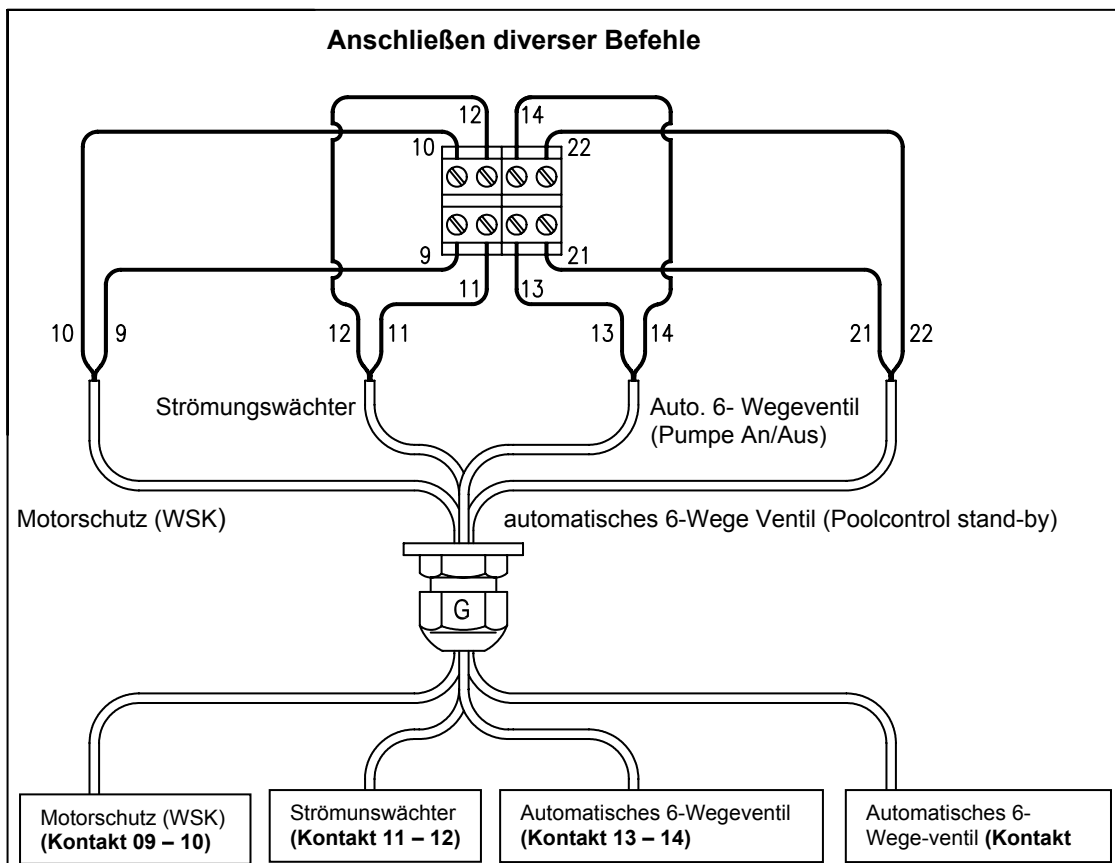 Anschließen diverser Befehle
12 14
10 22
9 21
11 13
10 9 12 11 13 14 21 22
Strömungswächter
Auto. 6- Wegeventil
(Pumpe An/Aus)
Motorschutz (WSK)
automatisches 6-Wege Ventil (Poolcontrol stand-by)
G
Motorschutz (WSK)
(Kontakt 09 – 10)
Strömunswächter
(Kontakt 11 – 12)
Automatisches 6-Wegeventil
(Kontakt 13 – 14)
Automatisches 6-
Wege-ventil (Kontakt